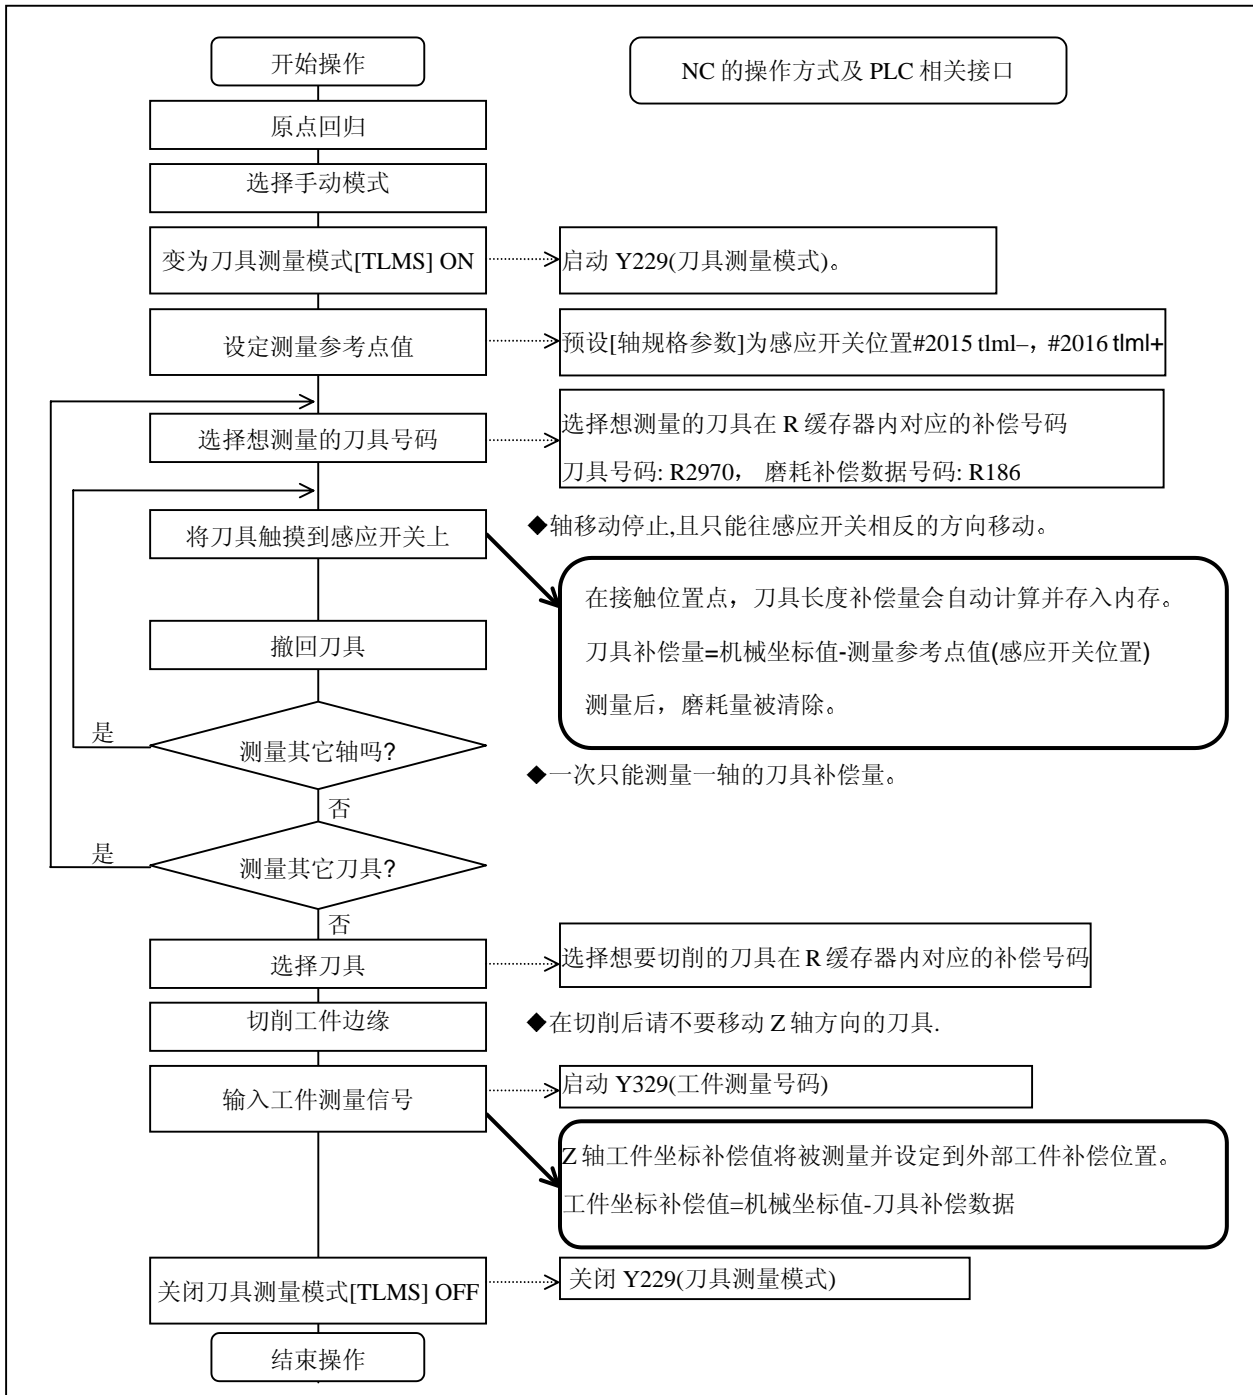 开始操作
NC 的操作方式及 PLC 相关接口
原点回归
选择手动模式
变为刀具测量模式[TLMS] ON
启动 Y229(刀具测量模式)。
设定测量参考点值
预设[轴规格参数]为感应开关位置#2015 tlml–，#2016 tlml+
选择想测量的刀具号码
选择想测量的刀具在 R 缓存器内对应的补偿号码
刀具号码: R2970， 磨耗补偿数据号码: R186
将刀具触摸到感应开关上
◆轴移动停止,且只能往感应开关相反的方向移动。
在接触位置点，刀具长度补偿量会自动计算并存入内存。
刀具补偿量=机械坐标值-测量参考点值(感应开关位置)
测量后，磨耗量被清除。
撤回刀具
是
测量其它轴吗?
◆一次只能测量一轴的刀具补偿量。
否
是
测量其它刀具?
否
选择刀具
选择想要切削的刀具在 R 缓存器内对应的补偿号码
切削工件边缘
◆在切削后请不要移动 Z 轴方向的刀具.
输入工件测量信号
启动 Y329(工件测量号码)
Z 轴工件坐标补偿值将被测量并设定到外部工件补偿位置。
工件坐标补偿值=机械坐标值-刀具补偿数据
关闭刀具测量模式[TLMS] OFF
关闭 Y229(刀具测量模式)
结束操作